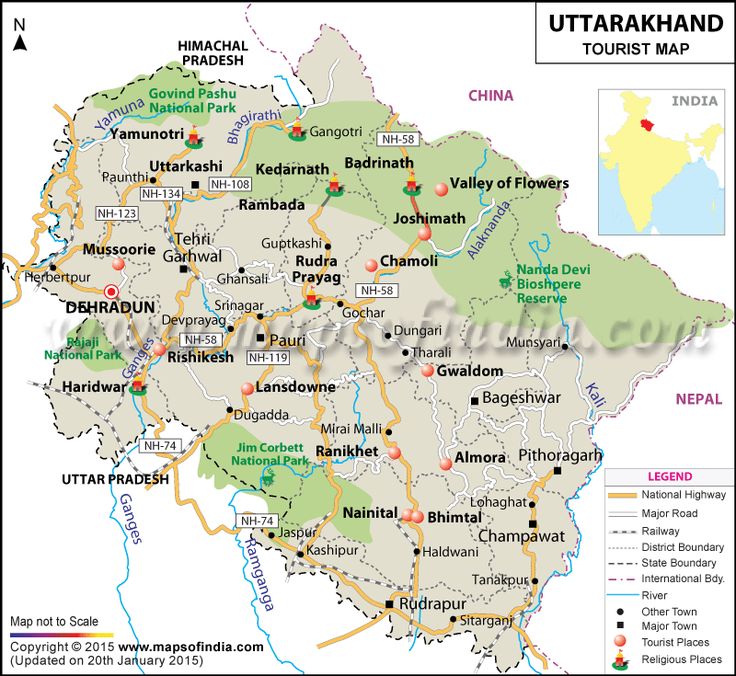 UTTARAKHAND
TOURIST MAP
N
HIMACHAL
PRADESH
CHINA
INDIA
Govind Pashu
National Park
Yamuna
Bhagirathi
Yamunotri
Gangotri
NH-58
Uttarkashi
Kedarnath
Badrinath
Paunthi
NH-134
NH-108
Valley of Flowers
Rambada
NH-123
Joshimath
Alaknanda
Mussoorie
Tehri
Garhwal
Guptkashi
Rudra
Prayag
Chamoli
Herbertpur
Ghansali
Nanda Devi
Bioshpere
Reserve
DEHRADUN
Srinagar
NH-58
Gochar
www.mapsofindia.com
Devprayag
Dungari
Rajaji
National Park
Ganges
NH-58
Pauri
Munsyari
Rishikesh
NH-119
Tharali
Gwaldom
Kali
Haridwar
Lansdowne
Bageshwar
NEPAL
Dugadda
Mirai Malli
NH-74
Jim Corbett
National Park
Ranikhet
Almora
Pithoragarh
UTTAR PRADESH
Ganges
Nainital
Bhimtal
Lohaghat
NH-74
Champawat
Jaspur
Ramganga
Kashipur
Haldwani
Tanakpur
Rudrapur
Sitarganj
LEGEND
National Highway
Major Road
Railway
District Boundary
State Boundary
International Bdy.
River
Other Town
Major Town
Tourist Places
Religious Places
Map not to Scale
Copyright © 2015 www.mapsofindia.com
(Updated on 20th January 2015)